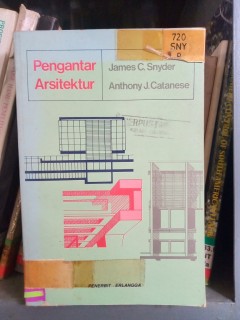 720
SNY
Pengantar
Arsitektur
James C. Snyder
Anthony J. Catanese
PENERBIT ERLANGGA